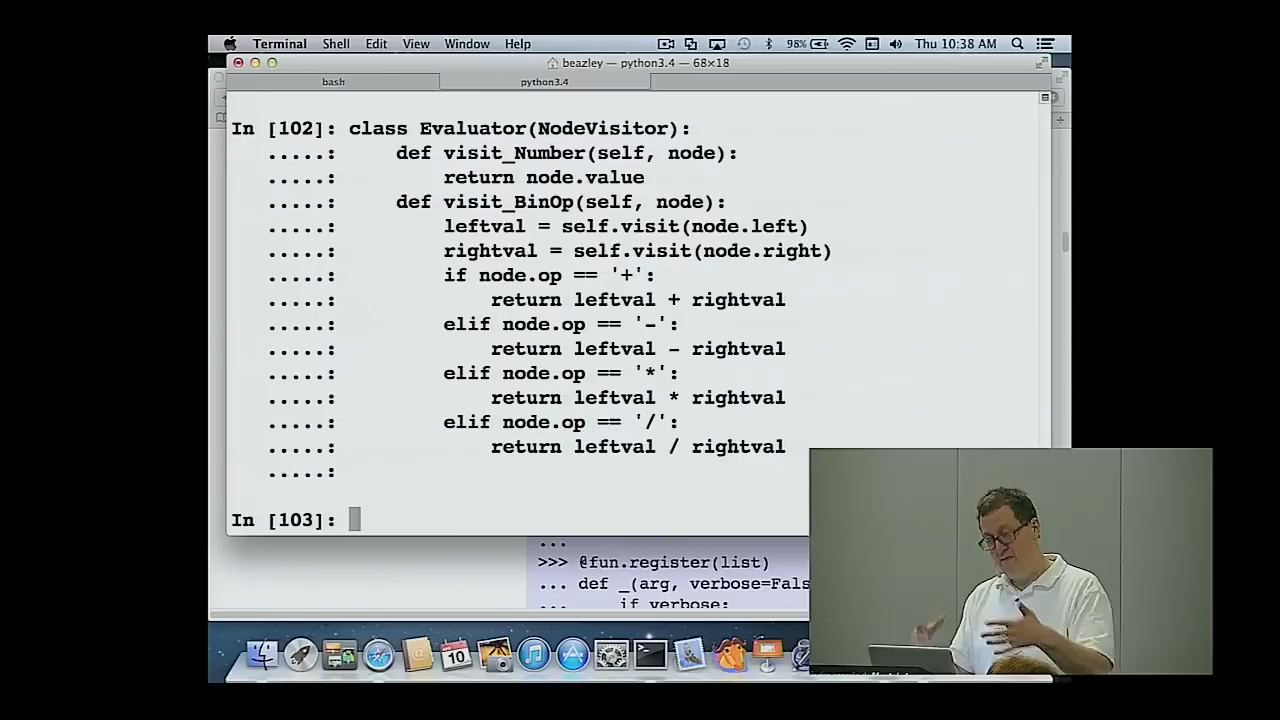 Terminal Shell Edit View Window Help 98% Thu 10:38 AM
beazley — python3.4 — 68×18
bash python3.4
In [102]: class Evaluator(NodeVisitor):
.....:     def visit_Number(self, node):
.....:         return node.value
.....:     def visit_BinOp(self, node):
.....:         leftval = self.visit(node.left)
.....:         rightval = self.visit(node.right)
.....:         if node.op == '+':
.....:             return leftval + rightval
.....:         elif node.op == '-':
.....:             return leftval - rightval
.....:         elif node.op == '*':
.....:             return leftval * rightval
.....:         elif node.op == '/':
.....:             return leftval / rightval
.....:
In [103]:
...
>>> @fun.register(list)
... def _(arg, verbose=Fals
... if verbose:
10